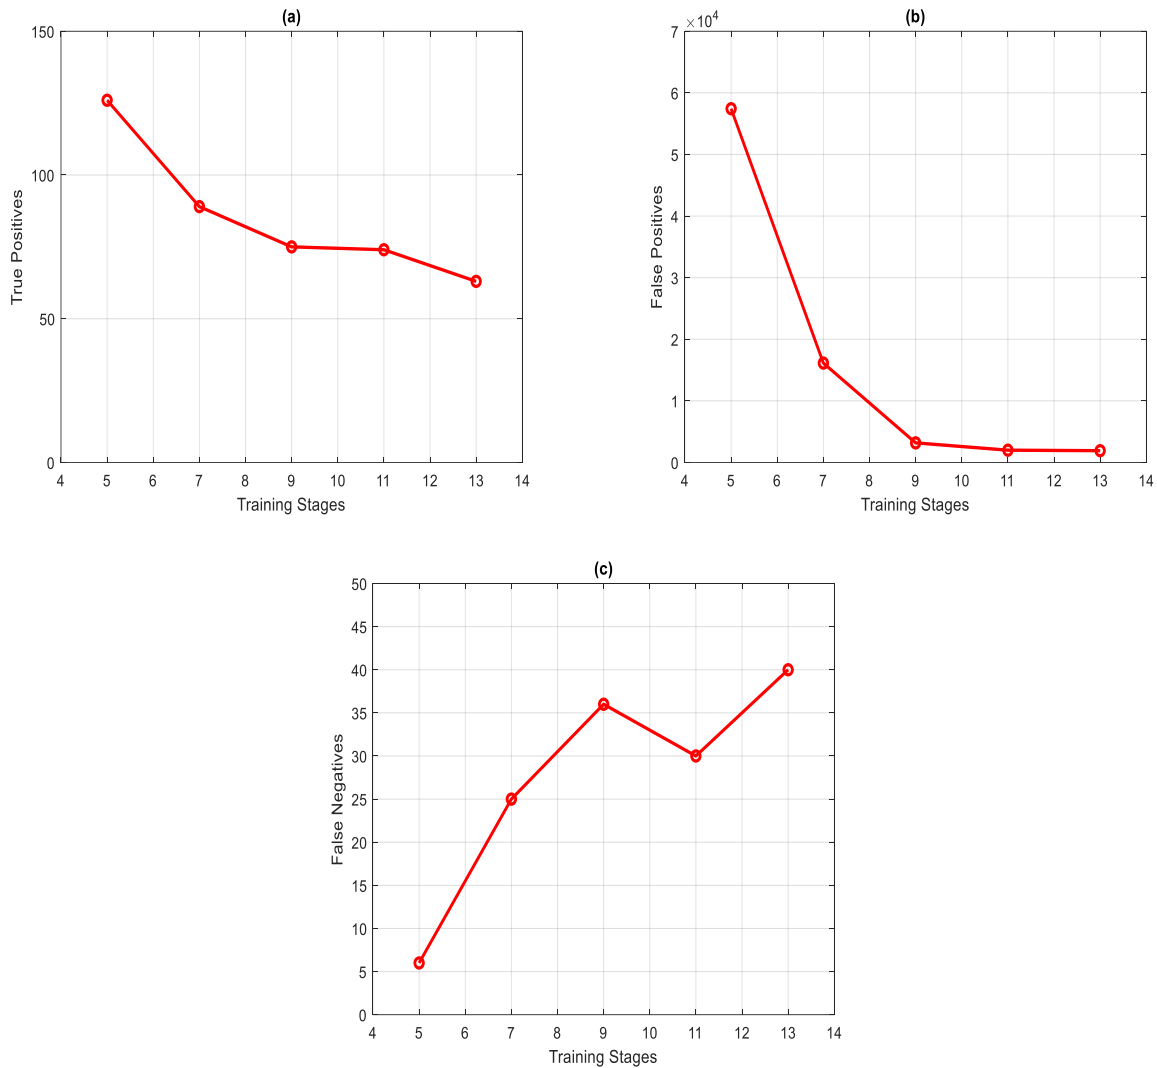 (a)
150
100
50
0
True Positives
4 5 6 7 8 9 10 11 12 13 14
Training Stages
(b)
×10⁴
7
6
5
4
3
2
1
0
False Positives
4 5 6 7 8 9 10 11 12 13 14
Training Stages
(c)
50
45
40
35
30
25
20
15
10
5
0
False Negatives
4 5 6 7 8 9 10 11 12 13 14
Training Stages